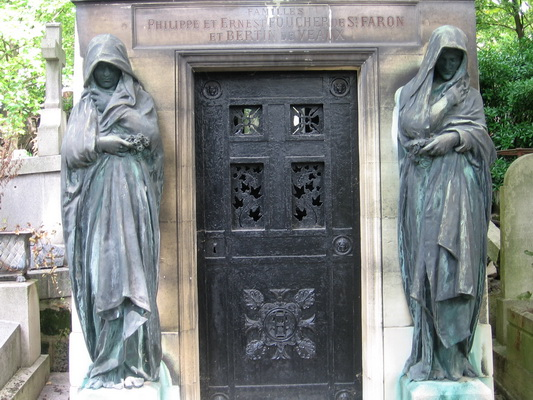 FAMILLES
PHILIPPE ET ERNEST FOUCHER DE ST FARON
ET BERTIN DE VEAUX